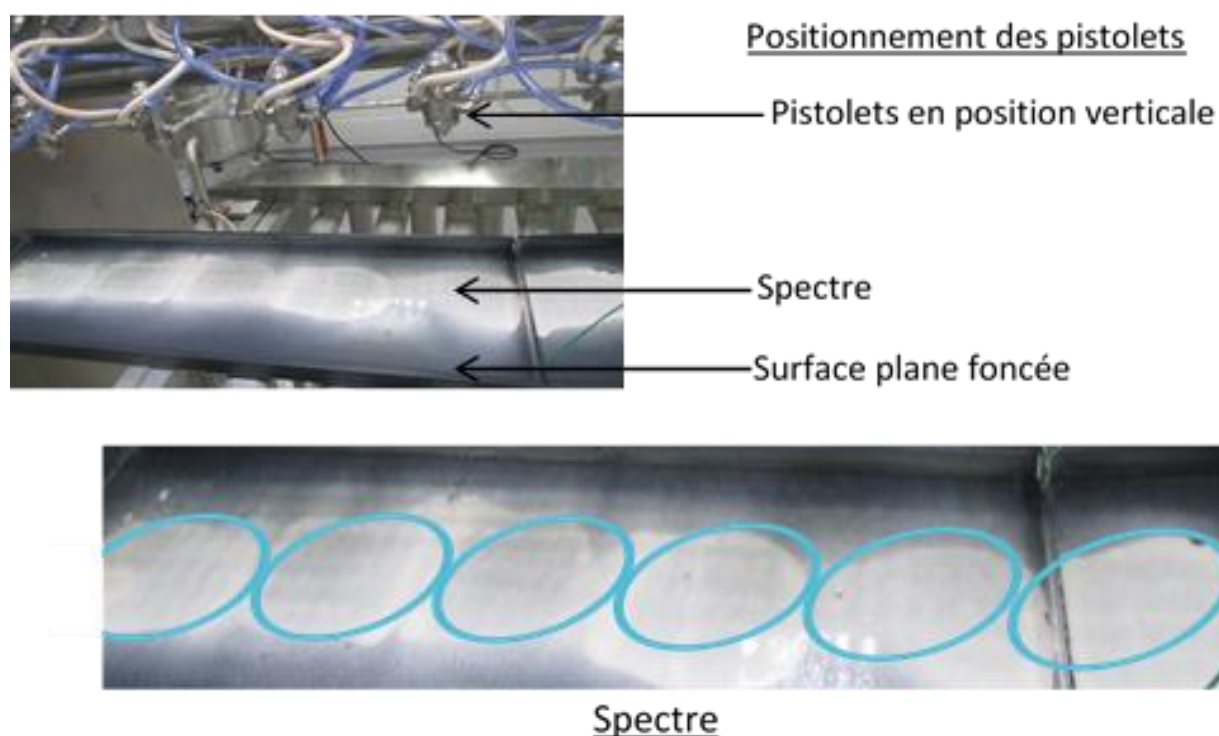 Positionnement des pistolets
Pistolets en position verticale
Spectre
Surface plane foncée
Spectre